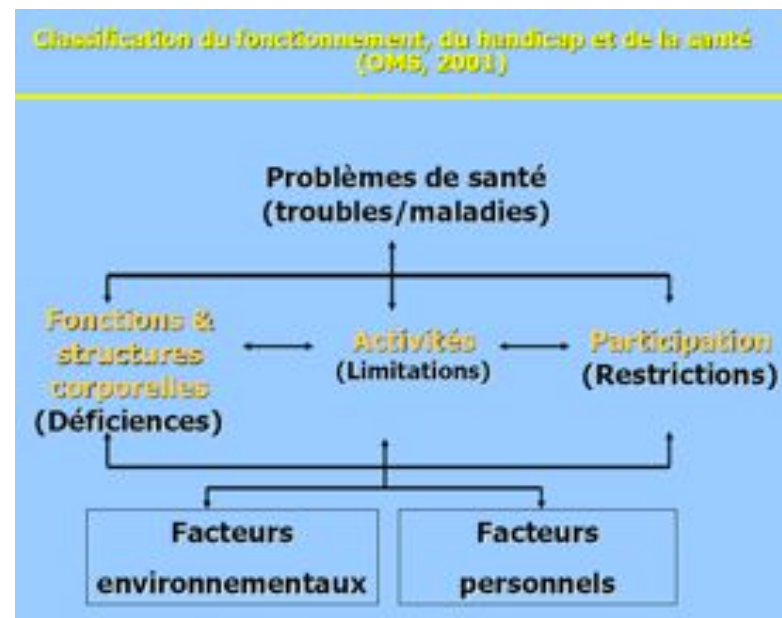 Classification du fonctionnement, du handicap et de la santé
(OMS, 2001)
Problèmes de santé
(troubles/maladies)
Fonctions &
structures
corporelles
(Déficiences)
Activités
(Limitations)
Participation
(Restrictions)
Facteurs
environnementaux
Facteurs
personnels